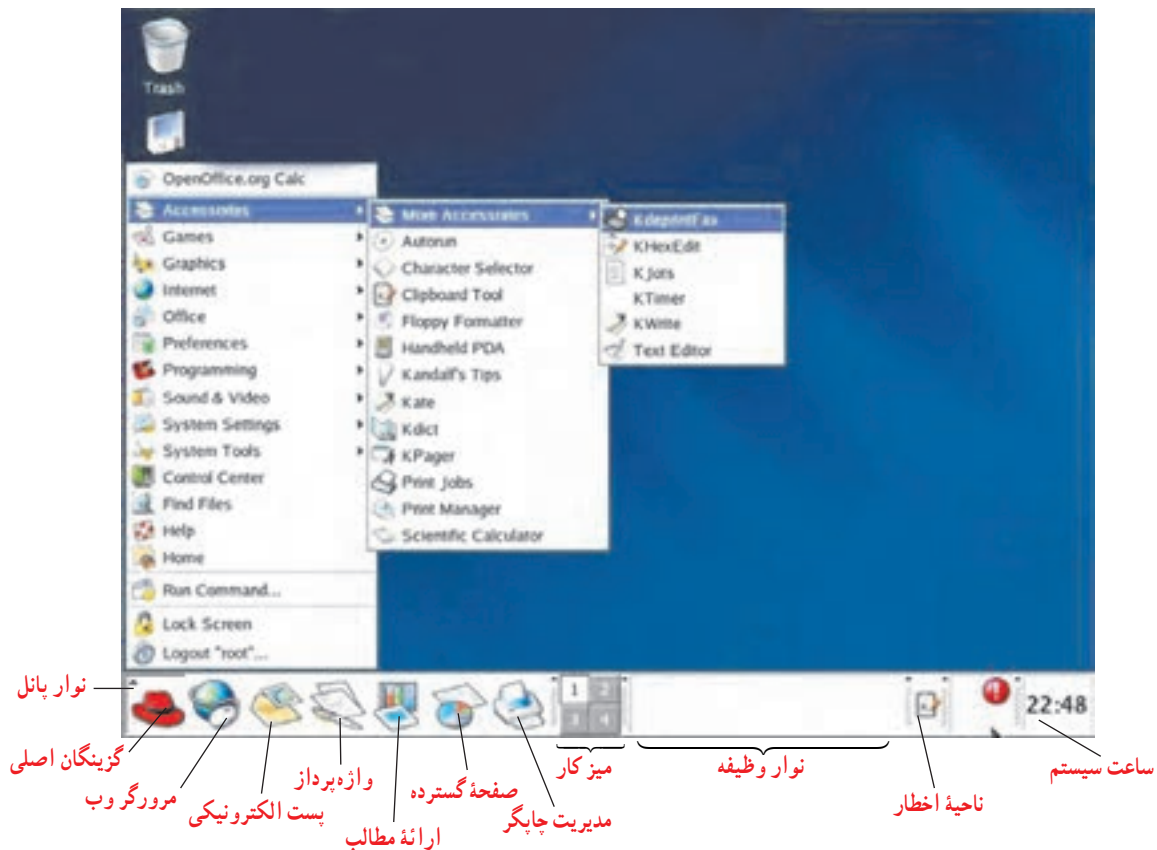 Trash
OpenOffice.org Calc
Accessories
Games
Graphics
Internet
Office
Preferences
Programming
Sound & Video
System Settings
System Tools
Control Center
Find Files
Help
Home
Run Command...
Lock Screen
Logout "root"...
More Accessories
Autorun
Character Selector
Clipboard Tool
Floppy Formatter
Handheld PDA
Kandalf's Tips
Kate
Kdict
KPager
Print Jobs
Print Manager
Scientific Calculator
KdeprintFax
KHexEdit
KJots
KTimer
KWrite
Text Editor
1 2
3 4
22:48
نوار پانل
گزینگان اصلی
مرورگر وب
پست الکترونیکی
واژه‌پرداز
ارائهٔ مطالب
صفحهٔ گسترده
مدیریت چاپگر
میز کار
نوار وظیفه
ناحیهٔ اخطار
ساعت سیستم